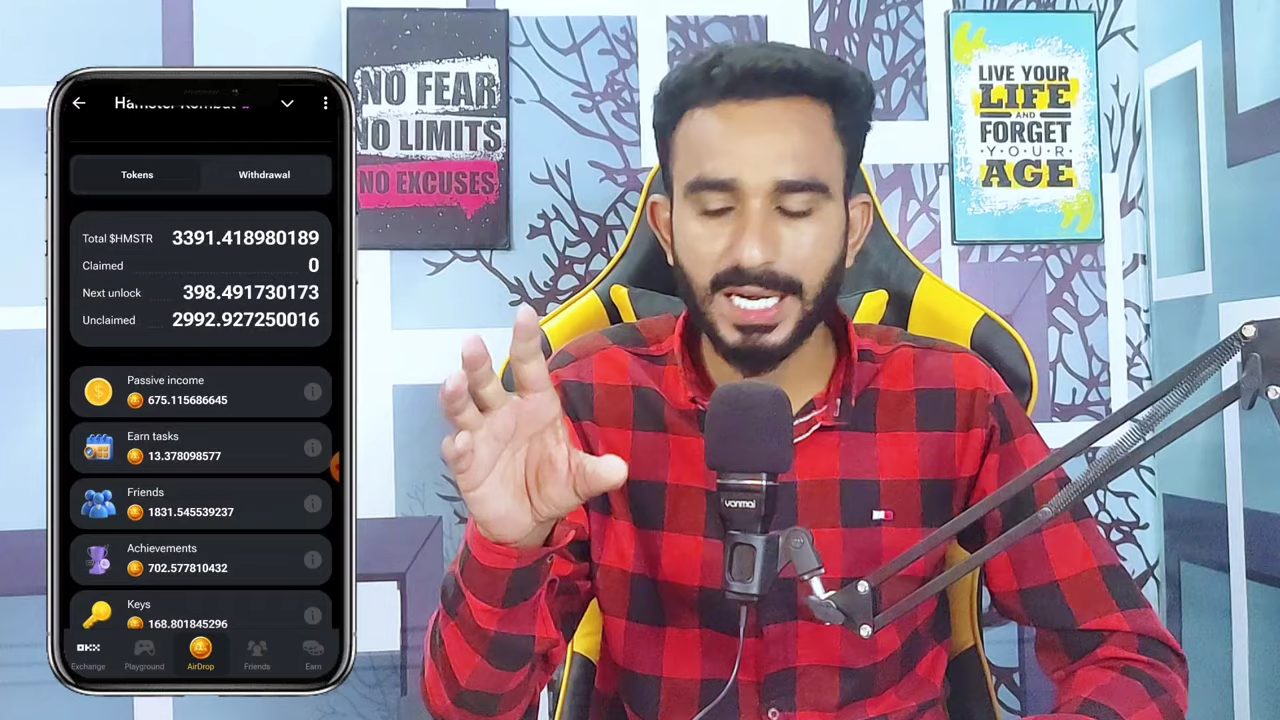 Hamster Kombat
Tokens
Withdrawal
Total $HMSTR 3391.418980189
Claimed 0
Next unlock 398.491730173
Unclaimed 2992.927250016
Passive income
675.115686645
Earn tasks
13.378098577
Friends
1831.545539237
Achievements
702.577810432
Keys
168.801845296
OKX
Exchange
Playground
AirDrop
Friends
Earn
NO FEAR
NO LIMITS
NO EXCUSES
LIVE YOUR
LIFE
AND
FORGET
YOUR
AGE
vonmai